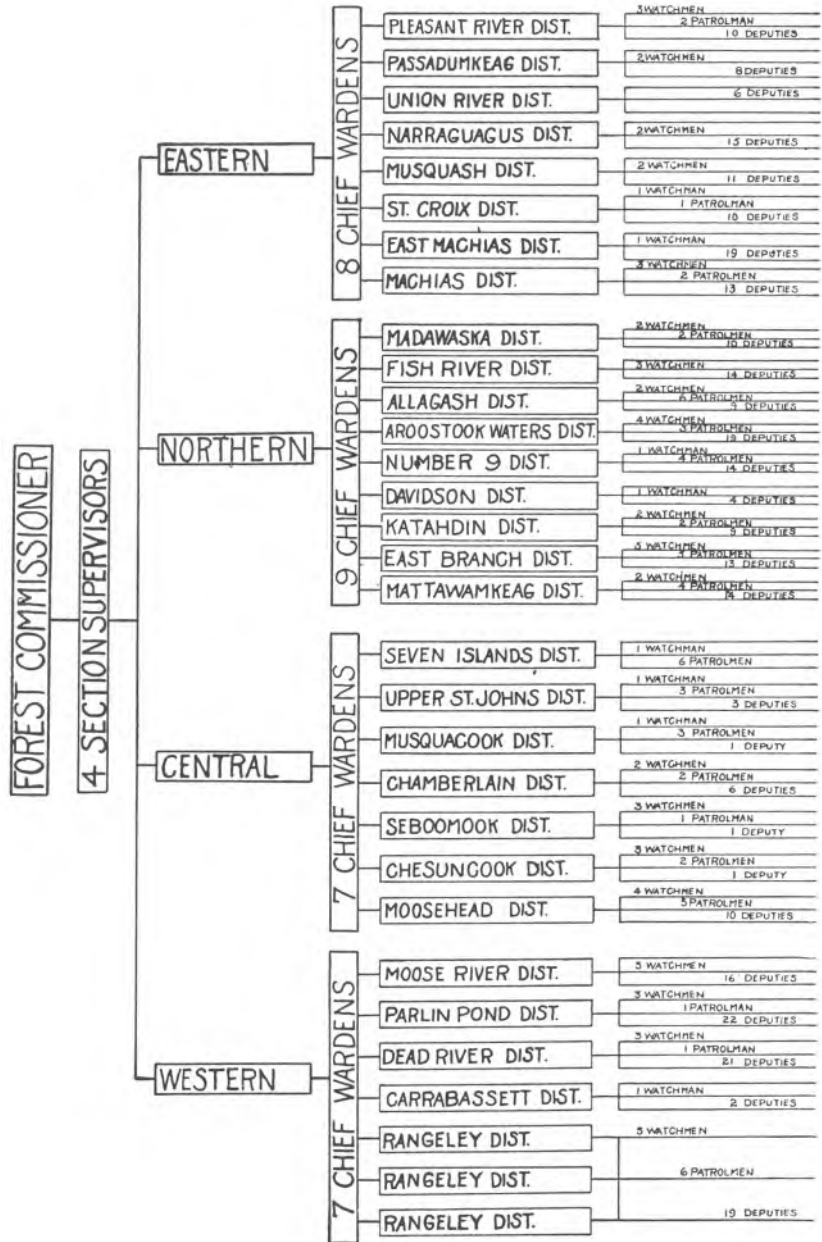 FOREST COMMISSIONER
4 SECTION SUPERVISORS
EASTERN
8 CHIEF WARDENS
PLEASANT RIVER DIST.
3 WATCHMEN
2 PATROLMAN
10 DEPUTIES
PASSADUMKEAG DIST.
2 WATCHMEN
8 DEPUTIES
UNION RIVER DIST.
6 DEPUTIES
NARRAGUAGUS DIST.
2 WATCHMEN
15 DEPUTIES
MUSQUASH DIST.
2 WATCHMEN
11 DEPUTIES
ST. CROIX DIST.
1 WATCHMAN
1 PATROLMAN
10 DEPUTIES
EAST MACHIAS DIST.
1 WATCHMAN
19 DEPUTIES
MACHIAS DIST.
3 WATCHMEN
2 PATROLMEN
13 DEPUTIES
NORTHERN
9 CHIEF WARDENS
MADAWASKA DIST.
2 WATCHMEN
2 PATROLMEN
10 DEPUTIES
FISH RIVER DIST.
3 WATCHMEN
14 DEPUTIES
ALLAGASH DIST.
2 WATCHMEN
6 PATROLMEN
9 DEPUTIES
AROOSTOOK WATERS DIST.
4 WATCHMEN
3 PATROLMEN
19 DEPUTIES
NUMBER 9 DIST.
1 WATCHMAN
4 PATROLMEN
14 DEPUTIES
DAVIDSON DIST.
1 WATCHMAN
4 DEPUTIES
KATAHDIN DIST.
2 WATCHMEN
2 PATROLMEN
9 DEPUTIES
EAST BRANCH DIST.
WATCHMEN
PATROLMEN
13 DEPUTIES
MATTAWAMKEAG DIST.
2 WATCHMEN
4 PATROLMEN
14 DEPUTIES
CENTRAL
7 CHIEF WARDENS
SEVEN ISLANDS DIST.
1 WATCHMAN
6 PATROLMEN
UPPER ST. JOHNS DIST.
1 WATCHMAN
3 PATROLMEN
3 DEPUTIES
MUSQUACOOK DIST.
1 WATCHMAN
3 PATROLMEN
1 DEPUTY
CHAMBERLAIN DIST.
2 WATCHMEN
2 PATROLMEN
6 DEPUTIES
SEBOOMOOK DIST.
3 WATCHMEN
1 PATROLMAN
1 DEPUTY
CHESUNCOOK DIST.
3 WATCHMEN
2 PATROLMEN
1 DEPUTY
MOOSEHEAD DIST.
4 WATCHMEN
5 PATROLMEN
10 DEPUTIES
WESTERN
7 CHIEF WARDENS
MOOSE RIVER DIST.
5 WATCHMEN
16 DEPUTIES
PARLIN POND DIST.
3 WATCHMEN
1 PATROLMAN
22 DEPUTIES
DEAD RIVER DIST.
3 WATCHMEN
1 PATROLMAN
21 DEPUTIES
CARRABASSETT DIST.
1 WATCHMAN
2 DEPUTIES
RANGELEY DIST.
5 WATCHMEN
RANGELEY DIST.
6 PATROLMEN
RANGELEY DIST.
19 DEPUTIES